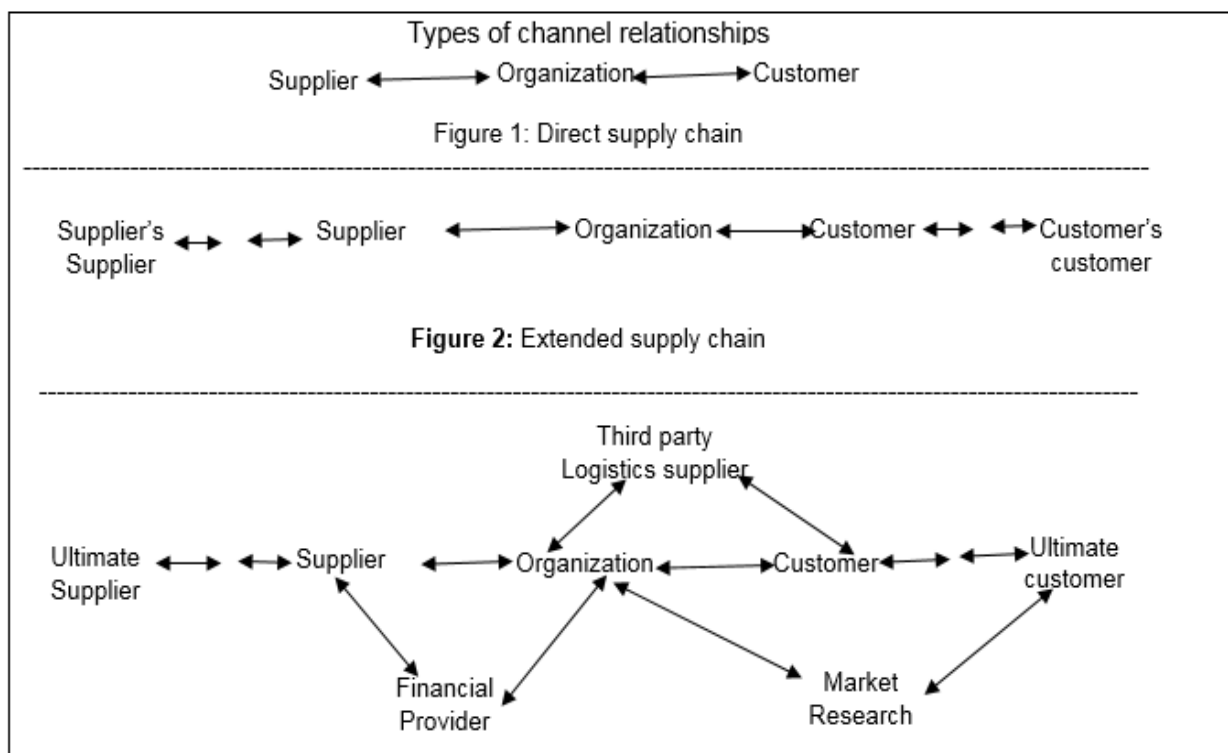 Types of channel relationships
Supplier Organization Customer
Figure 1: Direct supply chain
Supplier’s Supplier Organization Customer Customer’s
Supplier customer
Figure 2: Extended supply chain
Third party
Logistics supplier
Ultimate Supplier Organization Customer Ultimate
Supplier customer
Financial Market
Provider Research